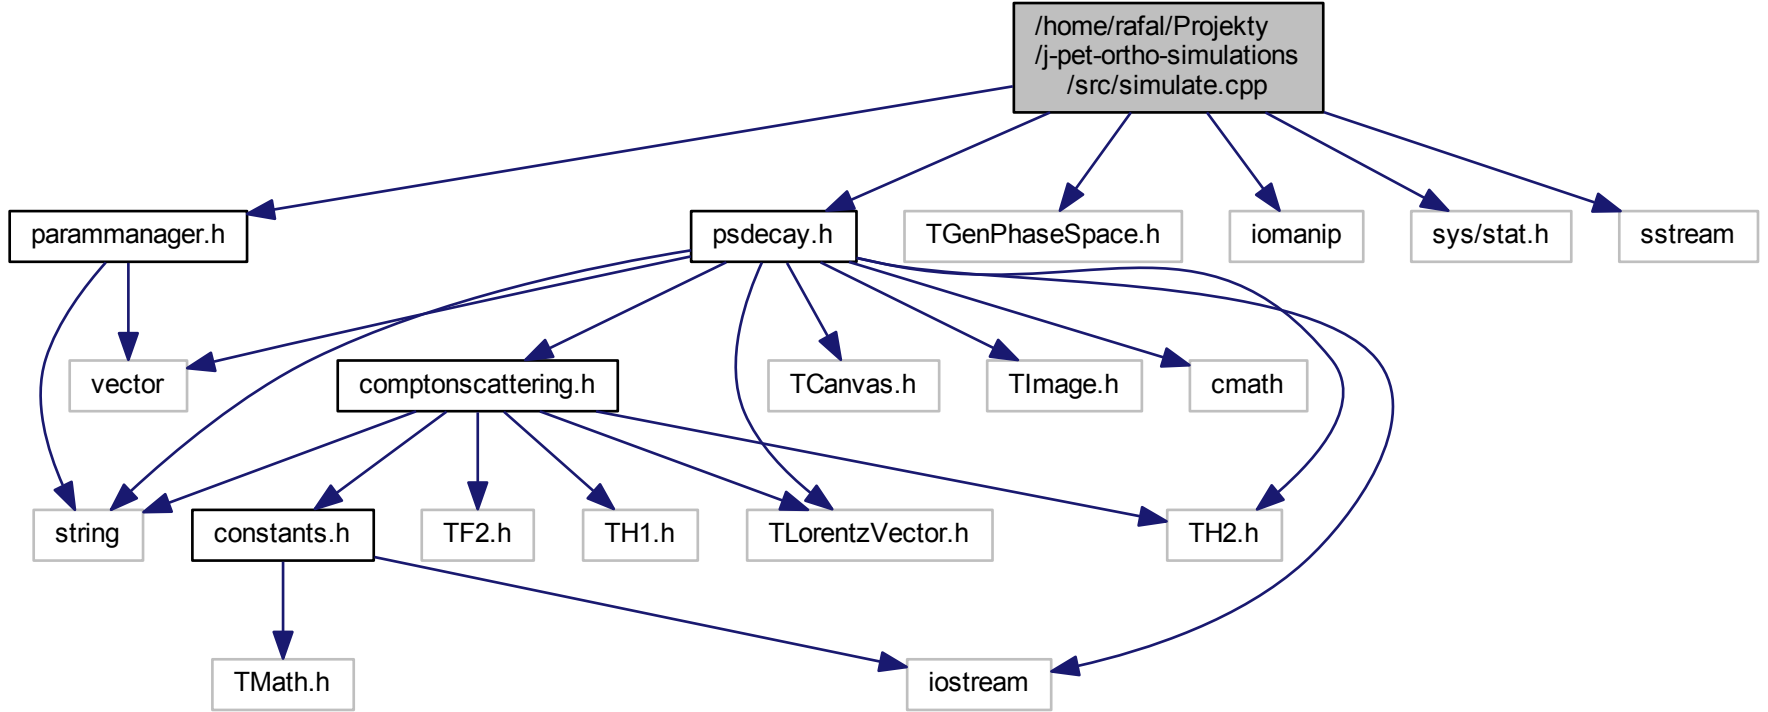 /home/rafal/Projekty
/j-pet-ortho-simulations
/src/simulate.cpp
parammanager.h
psdecay.h
TGenPhaseSpace.h
iomanip
sys/stat.h
sstream
vector
comptonscattering.h
TCanvas.h
TImage.h
cmath
string
constants.h
TF2.h
TH1.h
TLorentzVector.h
TH2.h
TMath.h
iostream